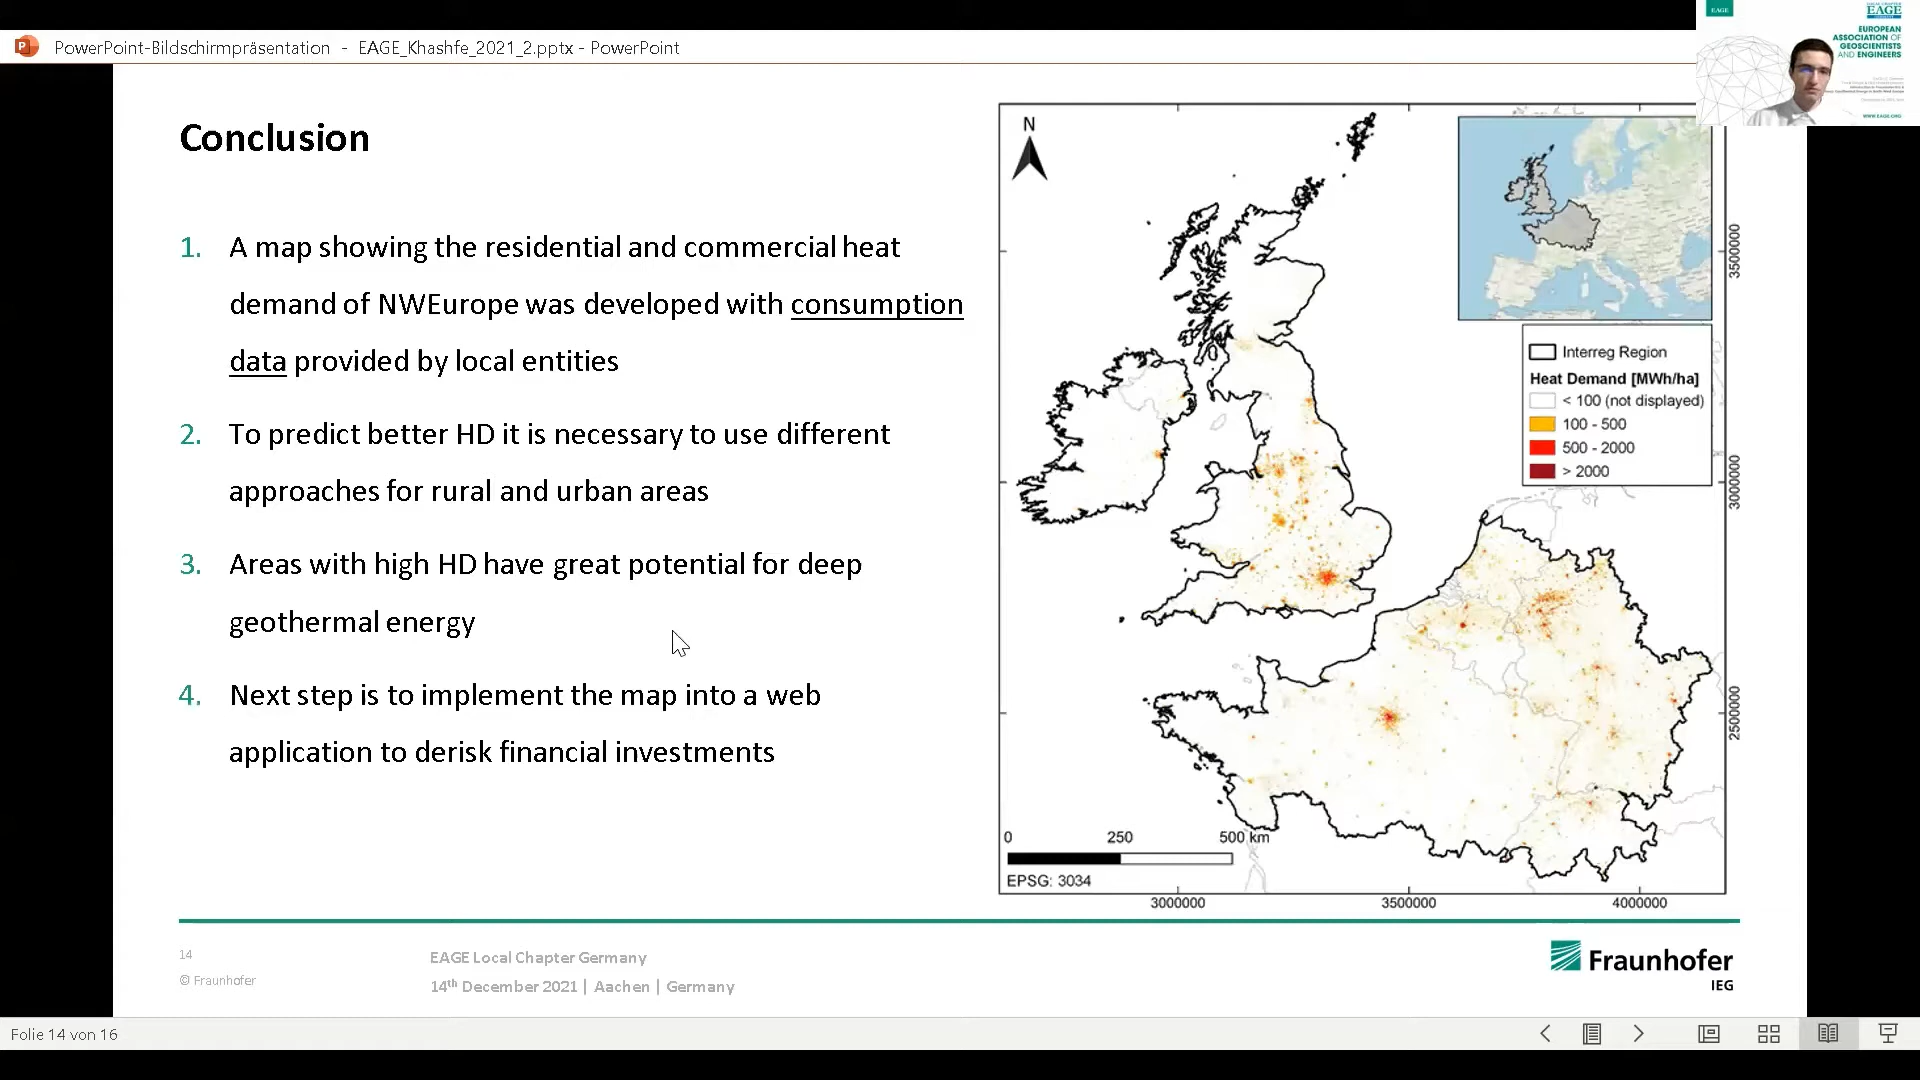 PowerPoint-Bildschirmpräsentation - EAGE_Khashfe_2021_2.pptx - PowerPoint
EAGE
EAGE
EUROPEAN
ASSOCIATION OF
GEOSCIENTISTS
AND ENGINEERS
WWW.EAGE.ORG
Conclusion
1. A map showing the residential and commercial heat
demand of NWEurope was developed with consumption
data provided by local entities
2. To predict better HD it is necessary to use different
approaches for rural and urban areas
3. Areas with high HD have great potential for deep
geothermal energy
4. Next step is to implement the map into a web
application to derisk financial investments
N
Interreg Region
Heat Demand [MWh/ha]
< 100 (not displayed)
100 - 500
500 - 2000
> 2000
3500000
3000000
2500000
0 250 500 km
EPSG: 3034
3000000 3500000 4000000
14
© Fraunhofer
EAGE Local Chapter Germany
14th December 2021 | Aachen | Germany
Fraunhofer
IEG
Folie 14 von 16